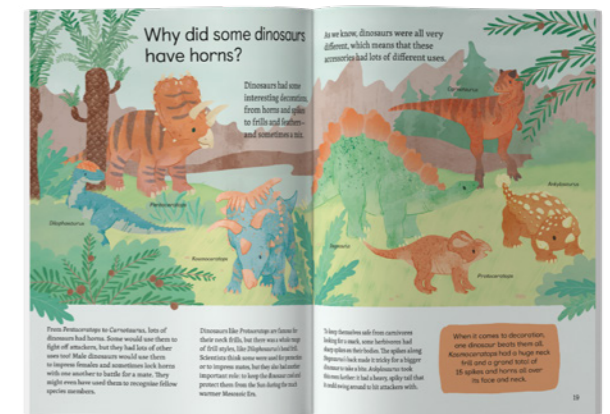 Why did some dinosaurs
have horns?
Dinosaurs had some
interesting decoration,
from horns and spikes
to frills and feathers–
and sometimes a mix.
As we know, dinosaurs were all very
different, which means that these
accessories had lots of different uses.
Carnotaurus
Pentaceratops
Dilophosaurus
Kosmoceratops
Ankylosaurus
Protoceratops
From Pentaceratops to Carnotaurus, lots of
dinosaurs had horns. Some would use them to
fight off attackers, but they had lots of other
uses too! Male dinosaurs would use them
to impress females and sometimes lock horns
with one another to battle for a mate. They
might even have used them to recognise fellow
species members.
Dinosaurs like Protoceratops are famous for
their neck frills, but there was a whole range
of frill styles, like
Scientists think some were used for protection
or to impress mates, but they also had another
important role: to keep the dinosaur cool and
protect them from the Sun during the
warmer Mesozoic Era.
To keep themselves safe from carnivores
looking for a snack, some herbivores had
sharp spikes on their bodies. The spikes along
back made it tricky for a bigger
dinosaur to take a bite. Ankylosaurus took
this even further: it had a heavy, spiky tail that
it could swing around to hit attackers with.
When it comes to decoration,
one dinosaur beats them all.
Kosmoceratops had a huge neck
frill and a grand total of
15 spikes and horns all over
its face and neck.
19